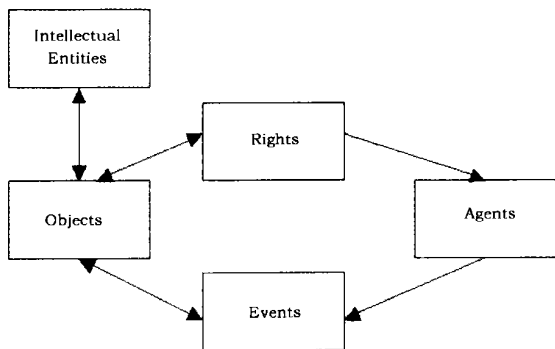 Intellectual
Entities
Rights
Objects
Agents
Events